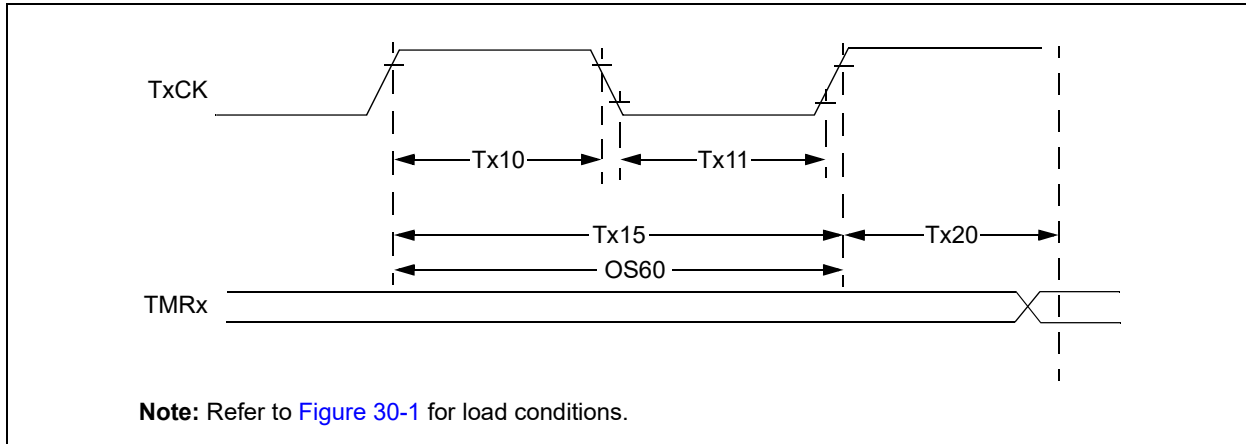 TxCK
Tx10
Tx11
Tx15
Tx20
OS60
TMRx
Note: Refer to Figure 30-1 for load conditions.